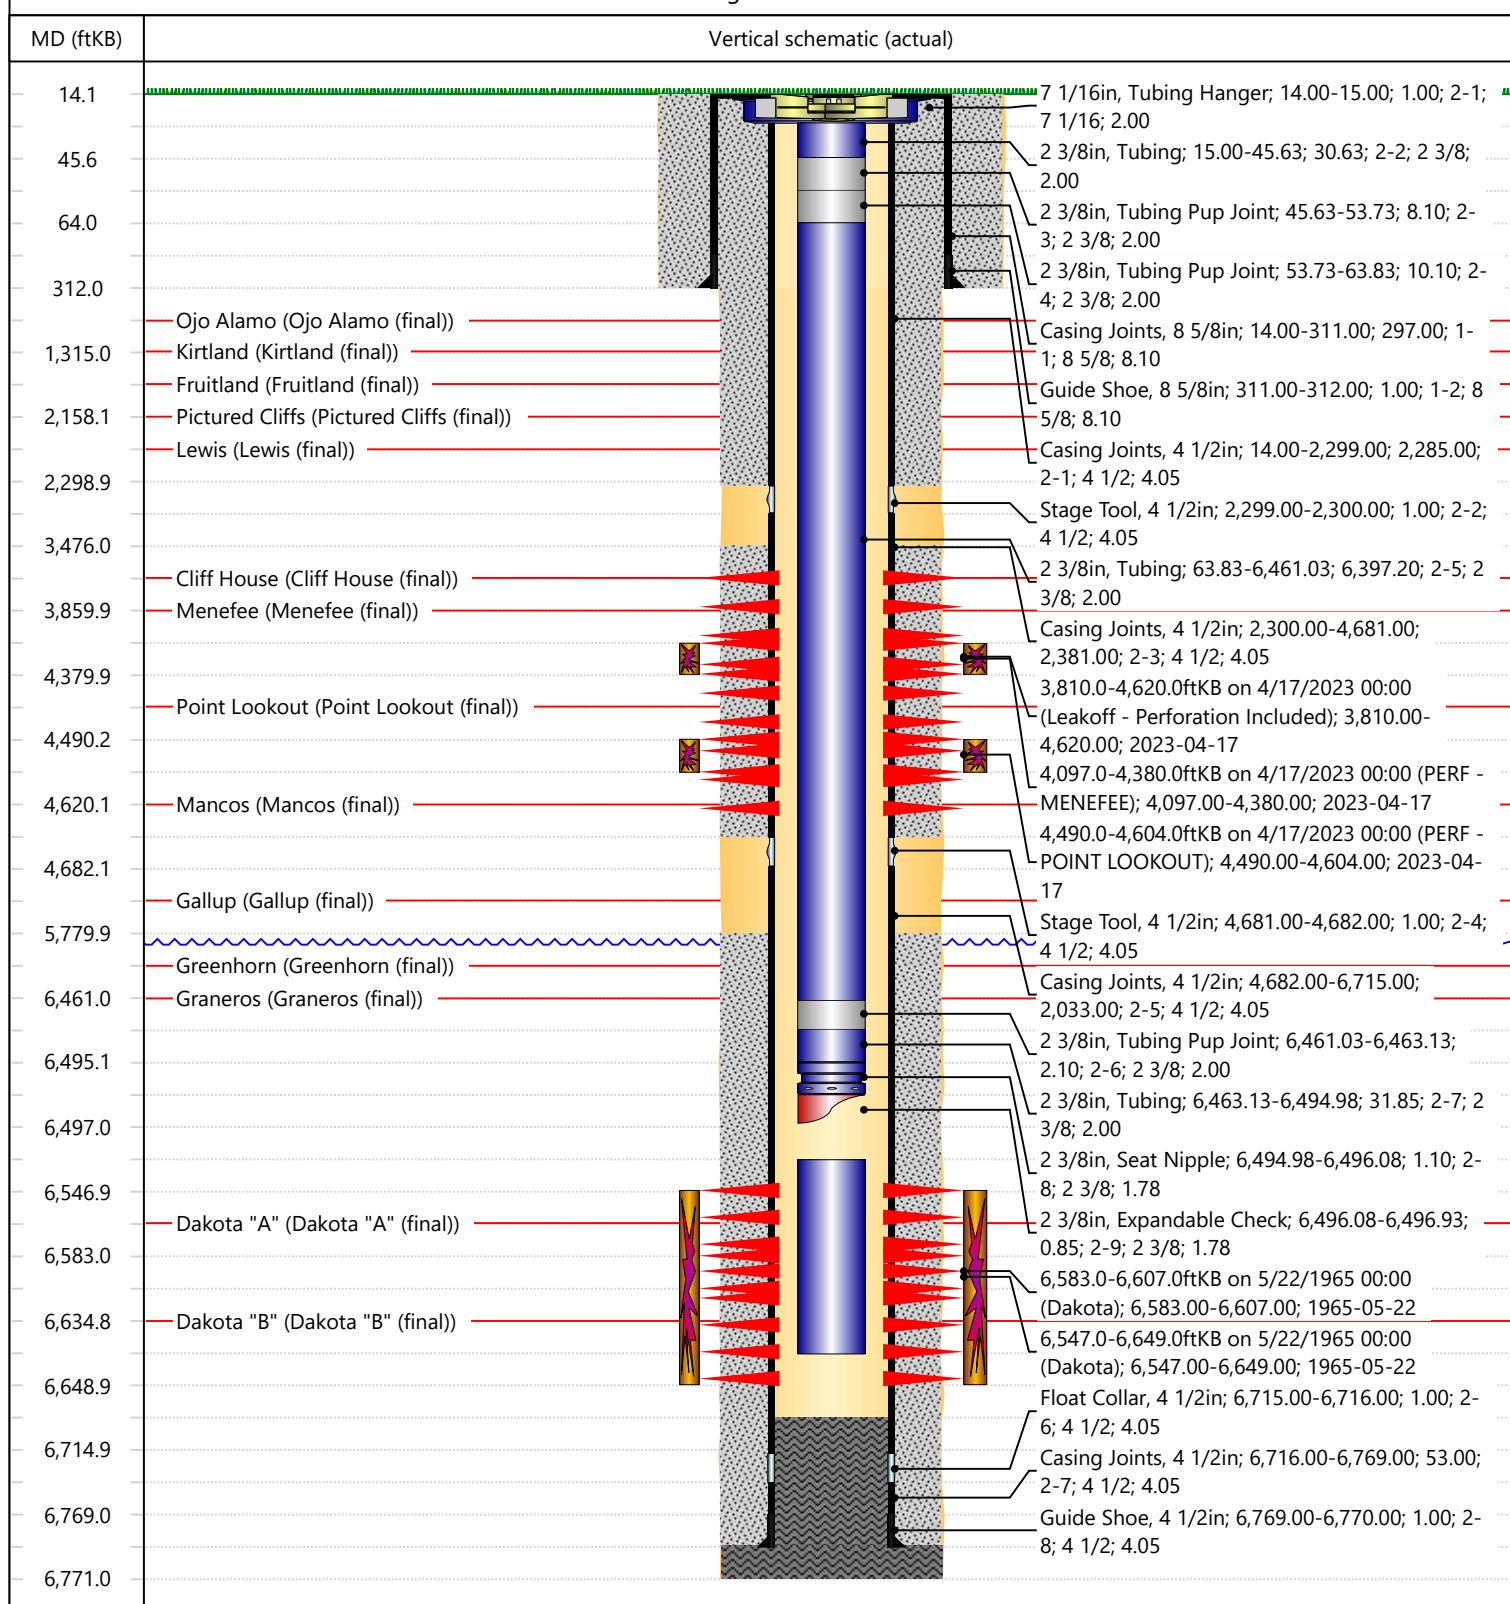 MD (ftKB)
Vertical schematic (actual)
14.1
45.6
64.0
312.0
1,315.0
2,158.1
2,298.9
3,476.0
3,859.9
4,379.9
4,490.2
4,620.1
4,682.1
5,779.9
6,461.0
6,495.1
6,497.0
6,546.9
6,583.0
6,634.8
6,648.9
6,714.9
6,769.0
6,771.0
Ojo Alamo (Ojo Alamo (final))
Kirtland (Kirtland (final))
Fruitland (Fruitland (final))
Pictured Cliffs (Pictured Cliffs (final))
Lewis (Lewis (final))
Cliff House (Cliff House (final))
Menefee (Menefee (final))
Point Lookout (Point Lookout (final))
Mancos (Mancos (final))
Gallup (Gallup (final))
Greenhorn (Greenhorn (final))
Graneros (Graneros (final))
Dakota "A" (Dakota "A" (final))
Dakota "B" (Dakota "B" (final))
7 1/16in, Tubing Hanger; 14.00-15.00; 1.00; 2-1;
7 1/16; 2.00
2 3/8in, Tubing; 15.00-45.63; 30.63; 2-2; 2 3/8;
2.00
2 3/8in, Tubing Pup Joint; 45.63-53.73; 8.10; 2-
3; 2 3/8; 2.00
2 3/8in, Tubing Pup Joint; 53.73-63.83; 10.10; 2-
4; 2 3/8; 2.00
Casing Joints, 8 5/8in; 14.00-311.00; 297.00; 1-
1; 8 5/8; 8.10
Guide Shoe, 8 5/8in; 311.00-312.00; 1.00; 1-2; 8
5/8; 8.10
Casing Joints, 4 1/2in; 14.00-2,299.00; 2,285.00;
2-1; 4 1/2; 4.05
Stage Tool, 4 1/2in; 2,299.00-2,300.00; 1.00; 2-2;
4 1/2; 4.05
2 3/8in, Tubing; 63.83-6,461.03; 6,397.20; 2-5; 2
3/8; 2.00
Casing Joints, 4 1/2in; 2,300.00-4,681.00;
2,381.00; 2-3; 4 1/2; 4.05
3,810.0-4,620.0ftKB on 4/17/2023 00:00
(Leakoff - Perforation Included); 3,810.00-
4,620.00; 2023-04-17
4,097.0-4,380.0ftKB on 4/17/2023 00:00 (PERF -
MENEFEE); 4,097.00-4,380.00; 2023-04-17
4,490.0-4,604.0ftKB on 4/17/2023 00:00 (PERF -
POINT LOOKOUT); 4,490.00-4,604.00; 2023-04-
17
Stage Tool, 4 1/2in; 4,681.00-4,682.00; 1.00; 2-4;
4 1/2; 4.05
Casing Joints, 4 1/2in; 4,682.00-6,715.00;
2,033.00; 2-5; 4 1/2; 4.05
2 3/8in, Tubing Pup Joint; 6,461.03-6,463.13;
2.10; 2-6; 2 3/8; 2.00
2 3/8in, Tubing; 6,463.13-6,494.98; 31.85; 2-7; 2
3/8; 2.00
2 3/8in, Seat Nipple; 6,494.98-6,496.08; 1.10; 2-
8; 2 3/8; 1.78
2 3/8in, Expandable Check; 6,496.08-6,496.93;
0.85; 2-9; 2 3/8; 1.78
6,583.0-6,607.0ftKB on 5/22/1965 00:00
(Dakota); 6,583.00-6,607.00; 1965-05-22
6,547.0-6,649.0ftKB on 5/22/1965 00:00
(Dakota); 6,547.00-6,649.00; 1965-05-22
Float Collar, 4 1/2in; 6,715.00-6,716.00; 1.00; 2-
6; 4 1/2; 4.05
Casing Joints, 4 1/2in; 6,716.00-6,769.00; 53.00;
2-7; 4 1/2; 4.05
Guide Shoe, 4 1/2in; 6,769.00-6,770.00; 1.00; 2-
8; 4 1/2; 4.05